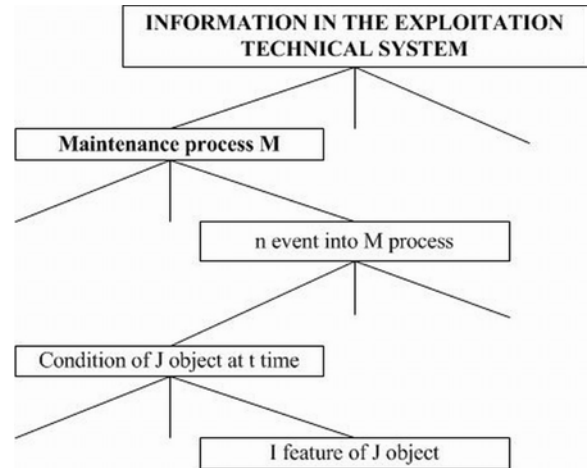 INFORMATION IN THE EXPLOITATION
TECHNICAL SYSTEM
Maintenance process M
n event into M process
Condition of J object at t time
I feature of J object